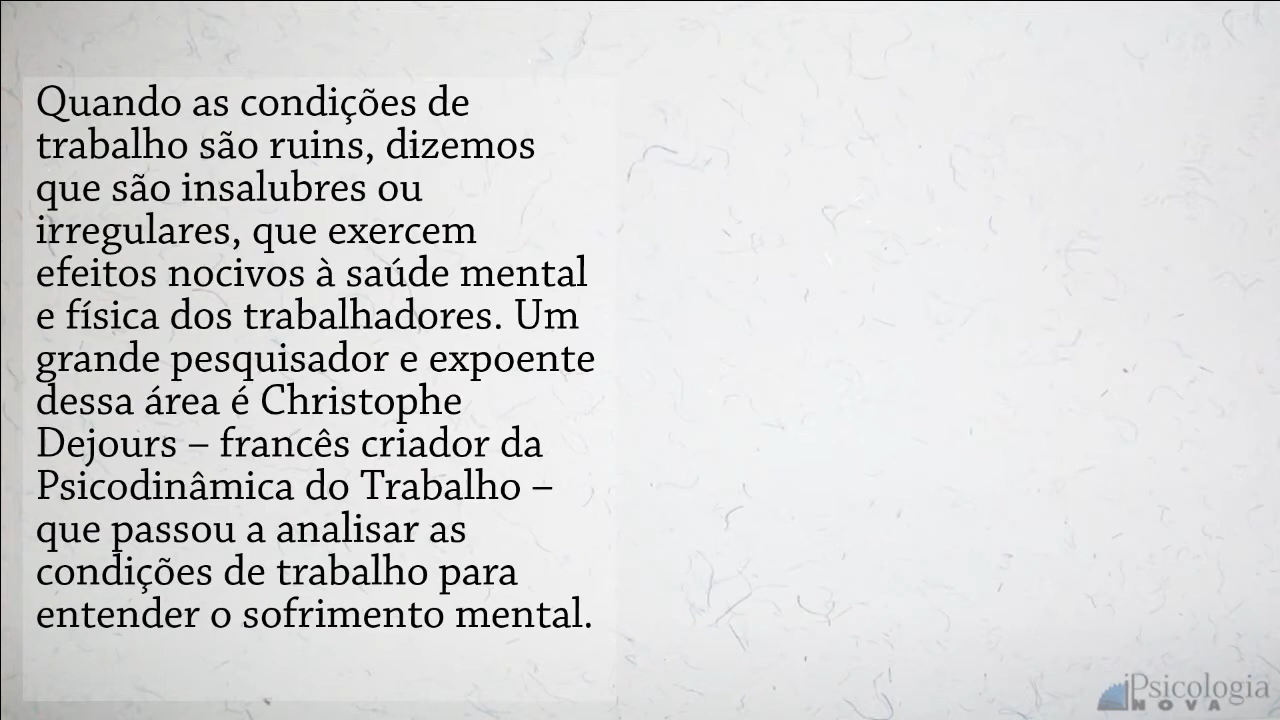 Quando as condições de
trabalho são ruins, dizemos
que são insalubres ou
irregulares, que exercem
efeitos nocivos à saúde mental
e física dos trabalhadores. Um
grande pesquisador e expoente
dessa área é Christophe
Dejours – francês criador da
Psicodinâmica do Trabalho –
que passou a analisar as
condições de trabalho para
entender o sofrimento mental.
Psicologia
NOVA